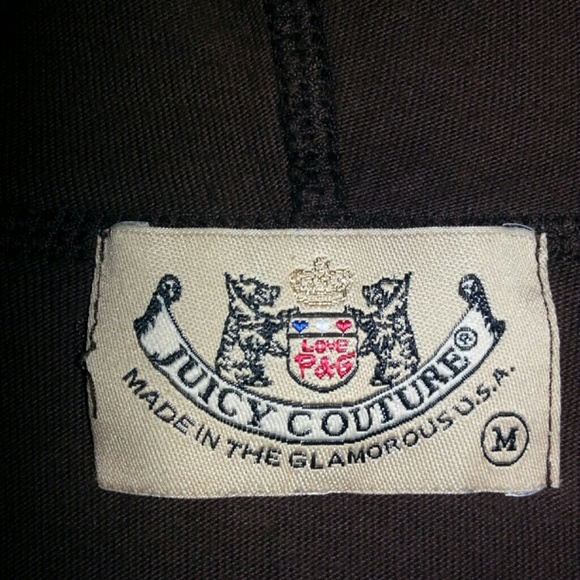 LOVE
P&G
JUICY COUTURE®
MADE IN THE GLAMOROUS U.S.A.
M